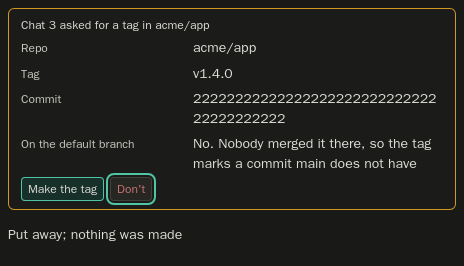 Chat 3 asked for a tag in acme/app
Repo
acme/app
Tag
v1.4.0
Commit
22222222222222222222222222222
22222222222
On the default branch
No. Nobody merged it there, so the tag
marks a commit main does not have
Make the tag
Don't
Put away; nothing was made